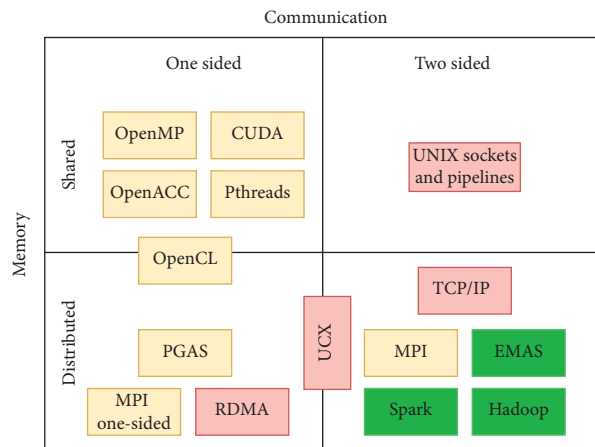 Communication
One sided
Two sided
Memory
Shared
OpenMP
CUDA
OpenACC
Pthreads
UNIX sockets
and pipelines
OpenCL
Distributed
PGAS
MPI
one-sided
RDMA
UCX
TCP/IP
MPI
EMAS
Spark
Hadoop